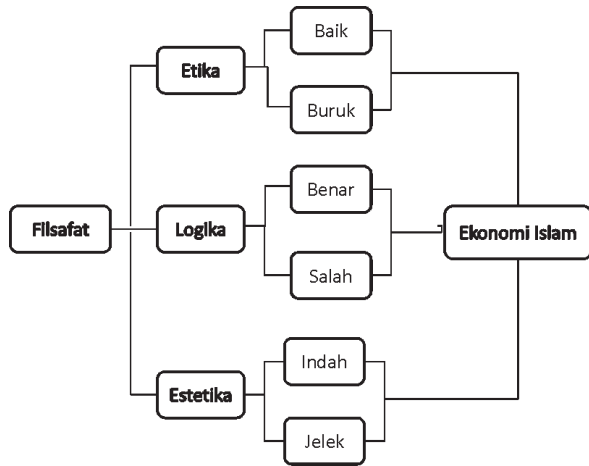 Filsafat
Etika
Baik
Buruk
Logika
Benar
Salah
Estetika
Indah
Jelek
Ekonomi Islam